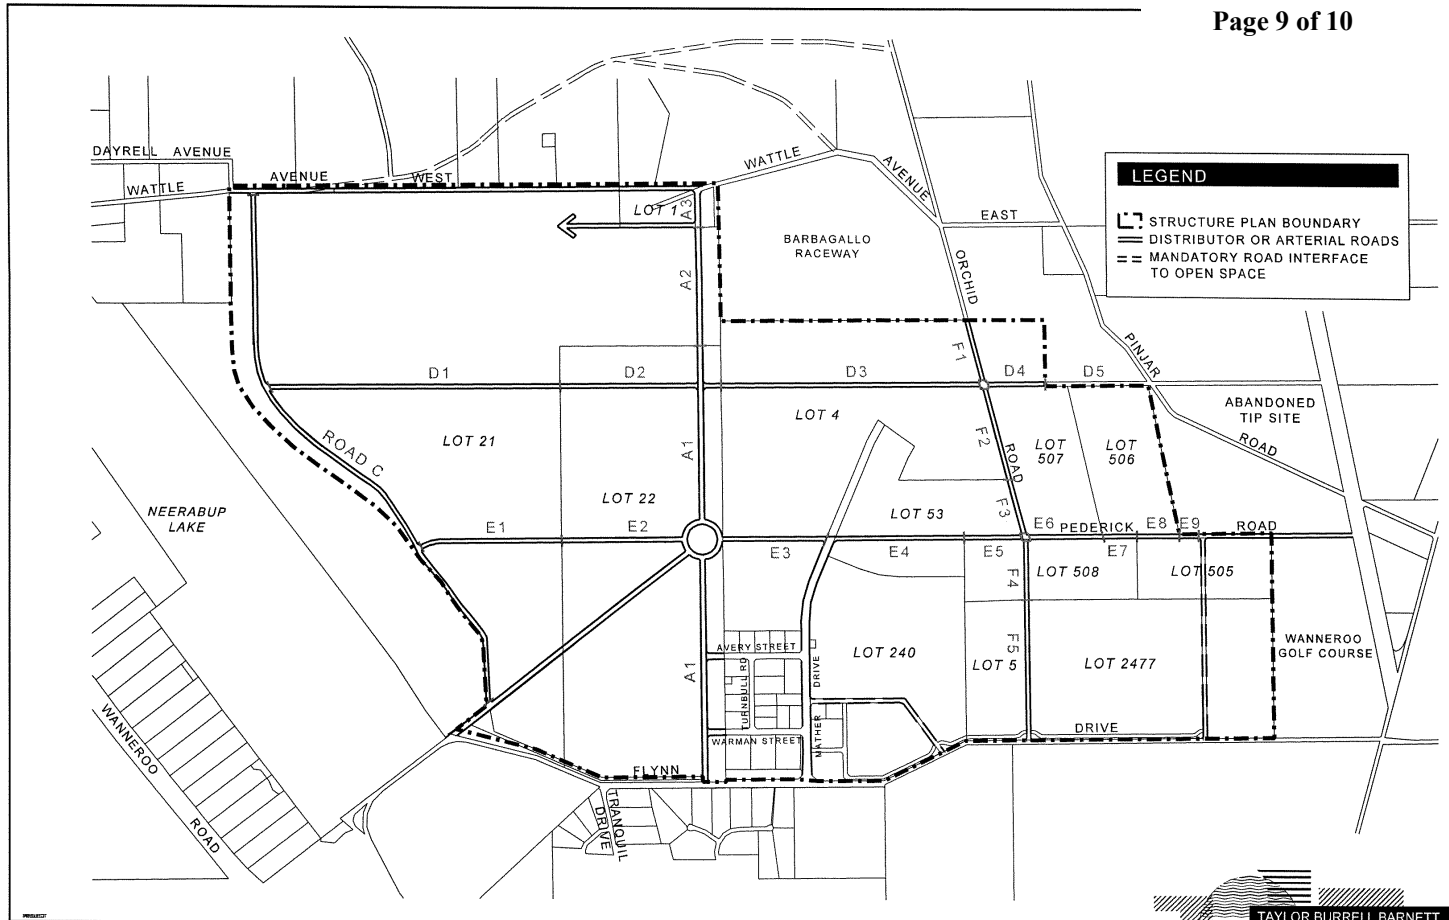 Page 9 of 10
DAYRELL AVENUE
WATTLE
AVENUE
WEST
WATTLE
AVENUE
EAST
LEGEND
STRUCTURE PLAN BOUNDARY
DISTRIBUTOR OR ARTERIAL ROADS
MANDATORY ROAD INTERFACE
TO OPEN SPACE
LOT 1
A3
A2
BARBAGALLO
RACEWAY
ORCHID
F1
PINJAR
D1
D2
D3
D4
D5
ROAD C
LOT 21
A1
LOT 4
F2
ROAD
LOT
507
LOT
506
ABANDONED
TIP SITE
ROAD
NEERABUP
LAKE
LOT 22
LOT 53
F3
E1
E2
E3
E4
E5
E6
PEDERICK
E7
E8
E9
ROAD
F4
LOT 508
LOT 505
AVERY STREET
A1
TURNBULL RD
DRIVE
LOT 240
LOT 5
F5
LOT 2477
WANNEROO
GOLF COURSE
WARMAN STREET
MATHER
DRIVE
FLYNN
WANNEROO
ROAD
TRANQUIL
DRIVE
TAYLOR BURRELL BARNETT